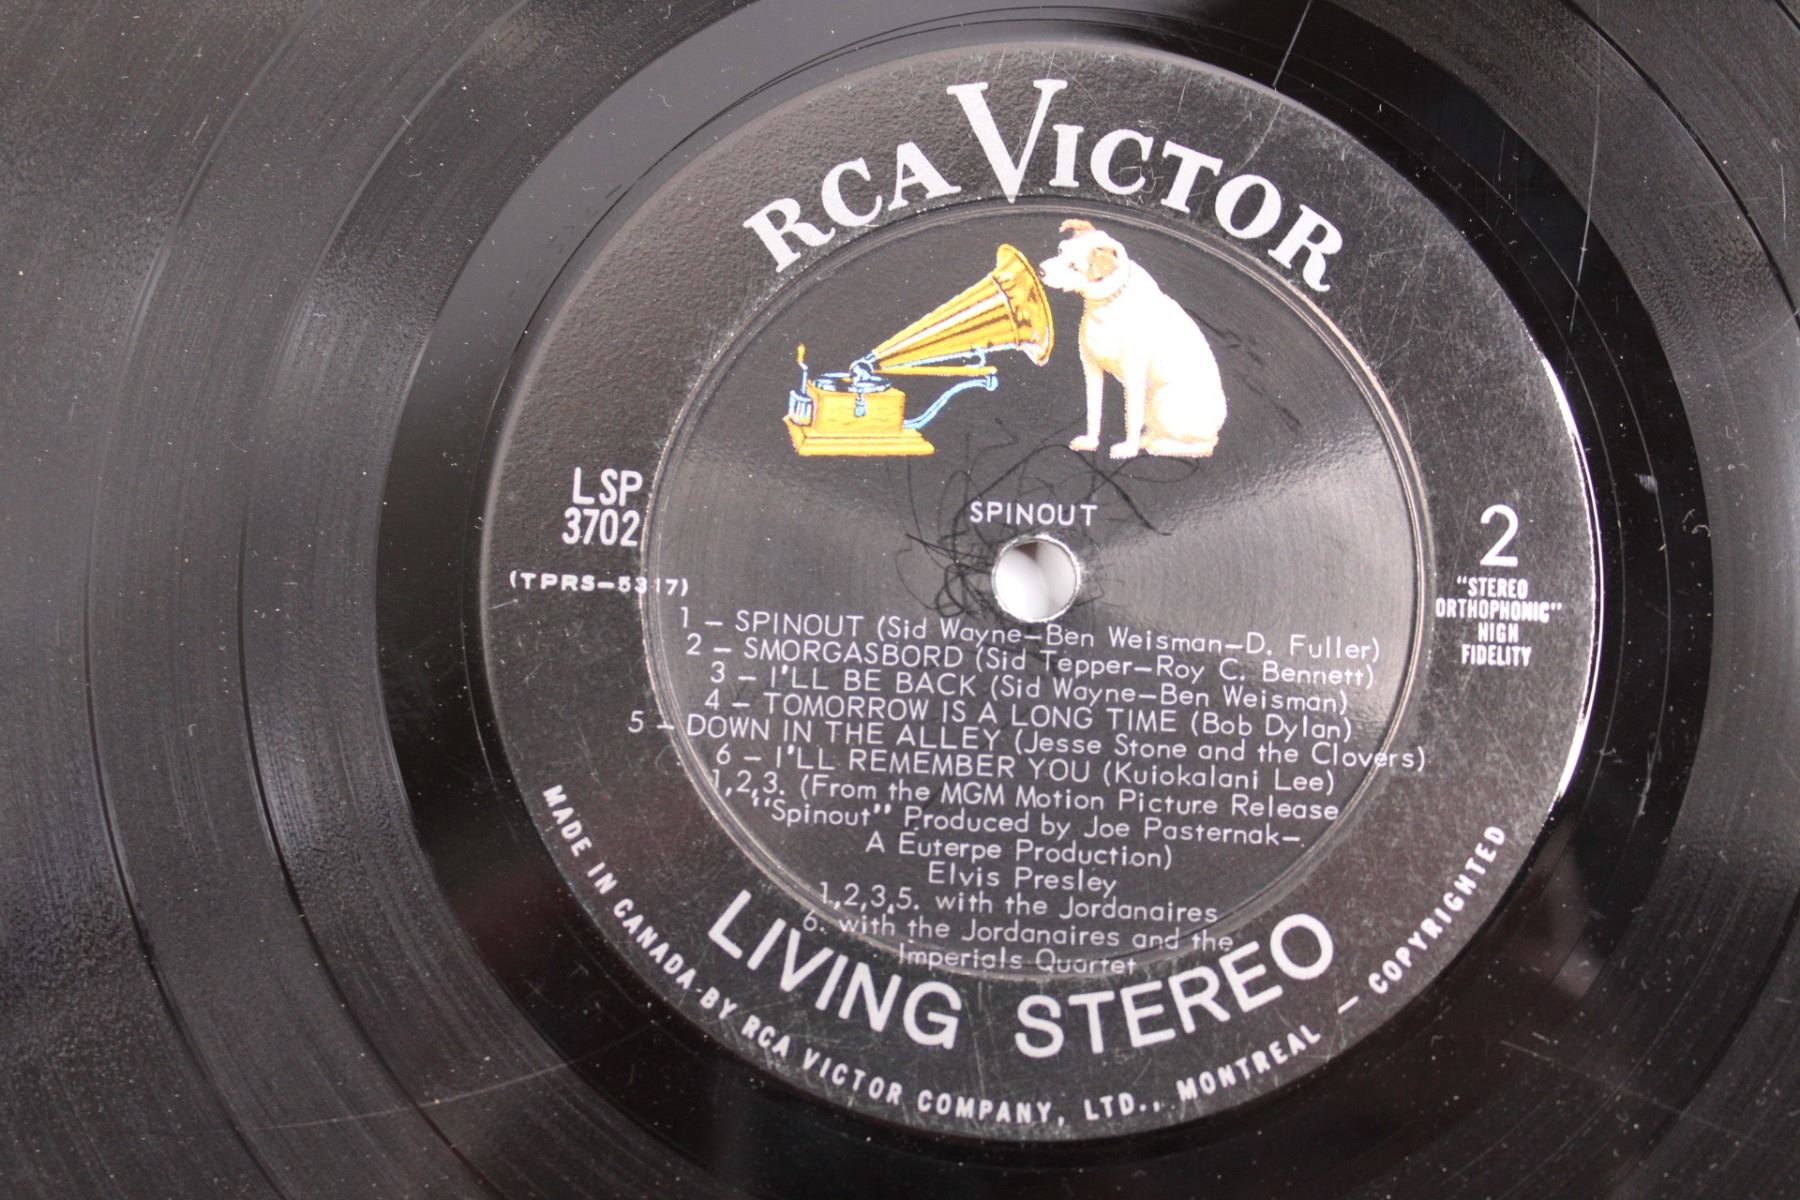 RCA VICTOR
LSP
3702
(TPRS-5317)
SPINOUT
2
"STEREO
ORTHOPHONIC"
HIGH
FIDELITY
1 – SPINOUT (Sid Wayne–Ben Weisman–D. Fuller)
2 – SMORGASBORD (Sid Tepper–Roy C. Bennett)
3 – I'LL BE BACK (Sid Wayne–Ben Weisman)
4 – TOMORROW IS A LONG TIME (Bob Dylan)
5 – DOWN IN THE ALLEY (Jesse Stone and the Clovers)
6 – I'LL REMEMBER YOU (Kuiokalani Lee)
1,2,3. (From the MGM Motion Picture Release
"Spinout" Produced by Joe Pasternak–
A Euterpe Production)
Elvis Presley
1,2,3,5. with the Jordanaires
6. with the Jordanaires and the
Imperials Quartet
LIVING STEREO
MADE IN CANADA BY RCA VICTOR COMPANY, LTD., MONTREAL — COPYRIGHTED